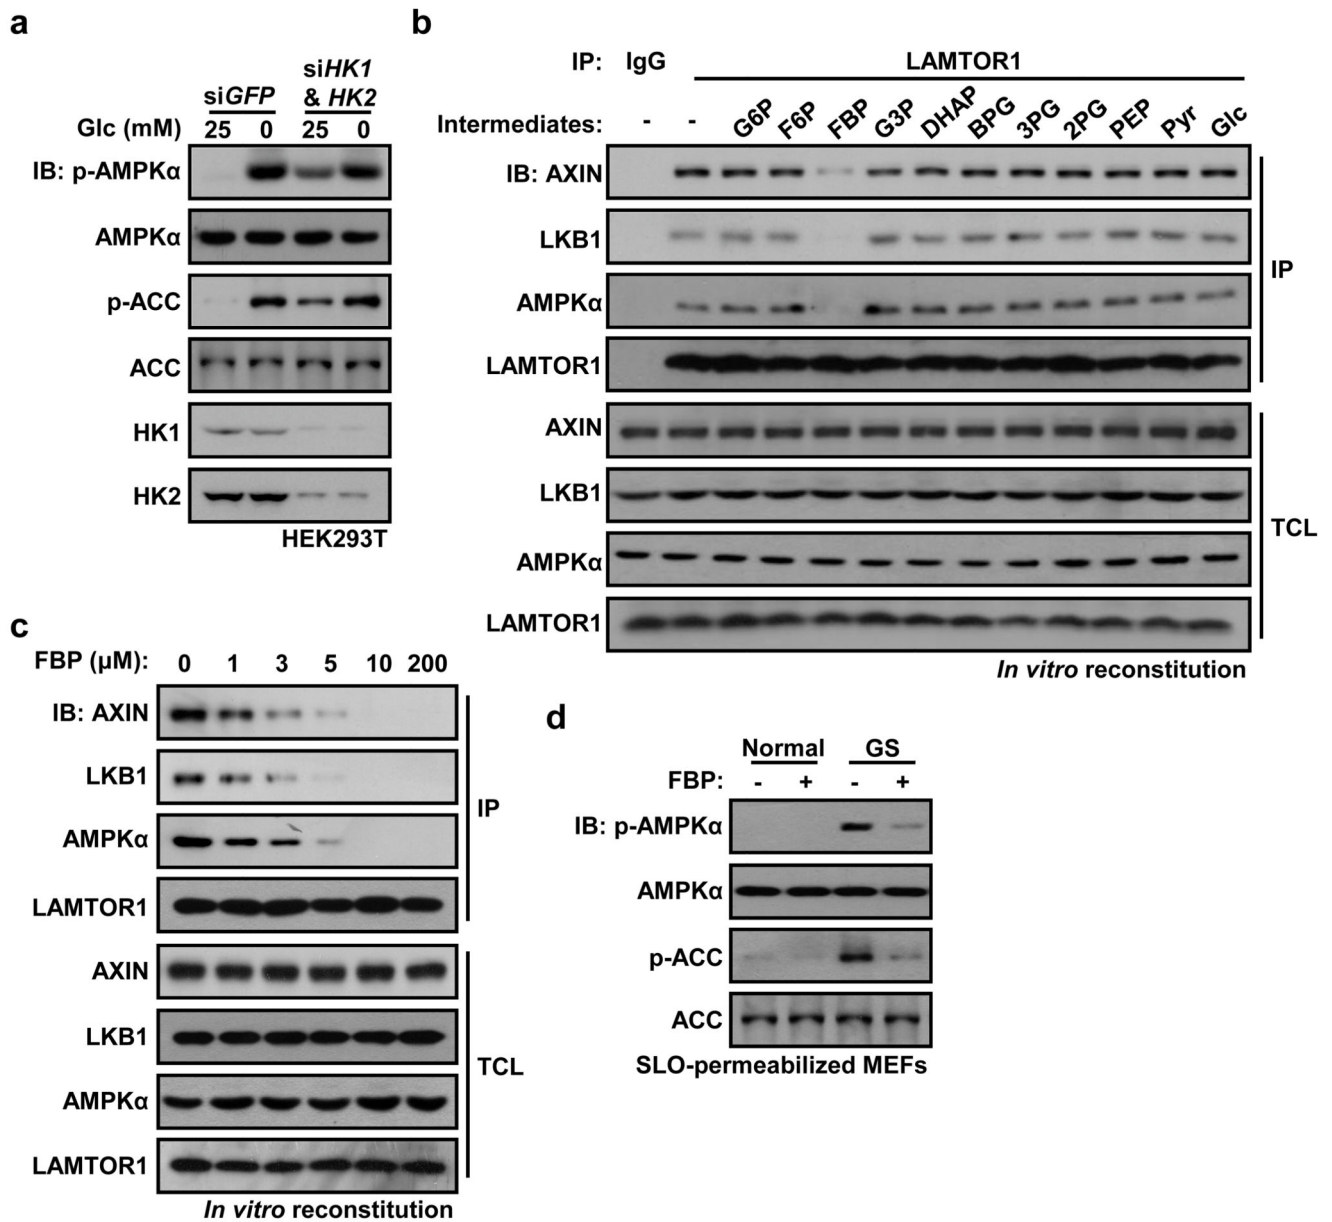 a
siGFP
siHK1
& HK2
Glc (mM) 25 0 25 0
IB: p-AMPKα
AMPKα
p-ACC
ACC
HK1
HK2
HEK293T
b
IP: IgG LAMTOR1
Intermediates: - - G6P F6P FBP G3P DHAP BPG 3PG 2PG PEP Pyr Glc
IB: AXIN
LKB1
AMPKα
LAMTOR1
IP
AXIN
LKB1
AMPKα
LAMTOR1
TCL
In vitro reconstitution
c
FBP (μM): 0 1 3 5 10 200
IB: AXIN
LKB1
AMPKα
LAMTOR1
IP
AXIN
LKB1
AMPKα
LAMTOR1
TCL
In vitro reconstitution
d
Normal GS
FBP: - + - +
IB: p-AMPKα
AMPKα
p-ACC
ACC
SLO-permeabilized MEFs